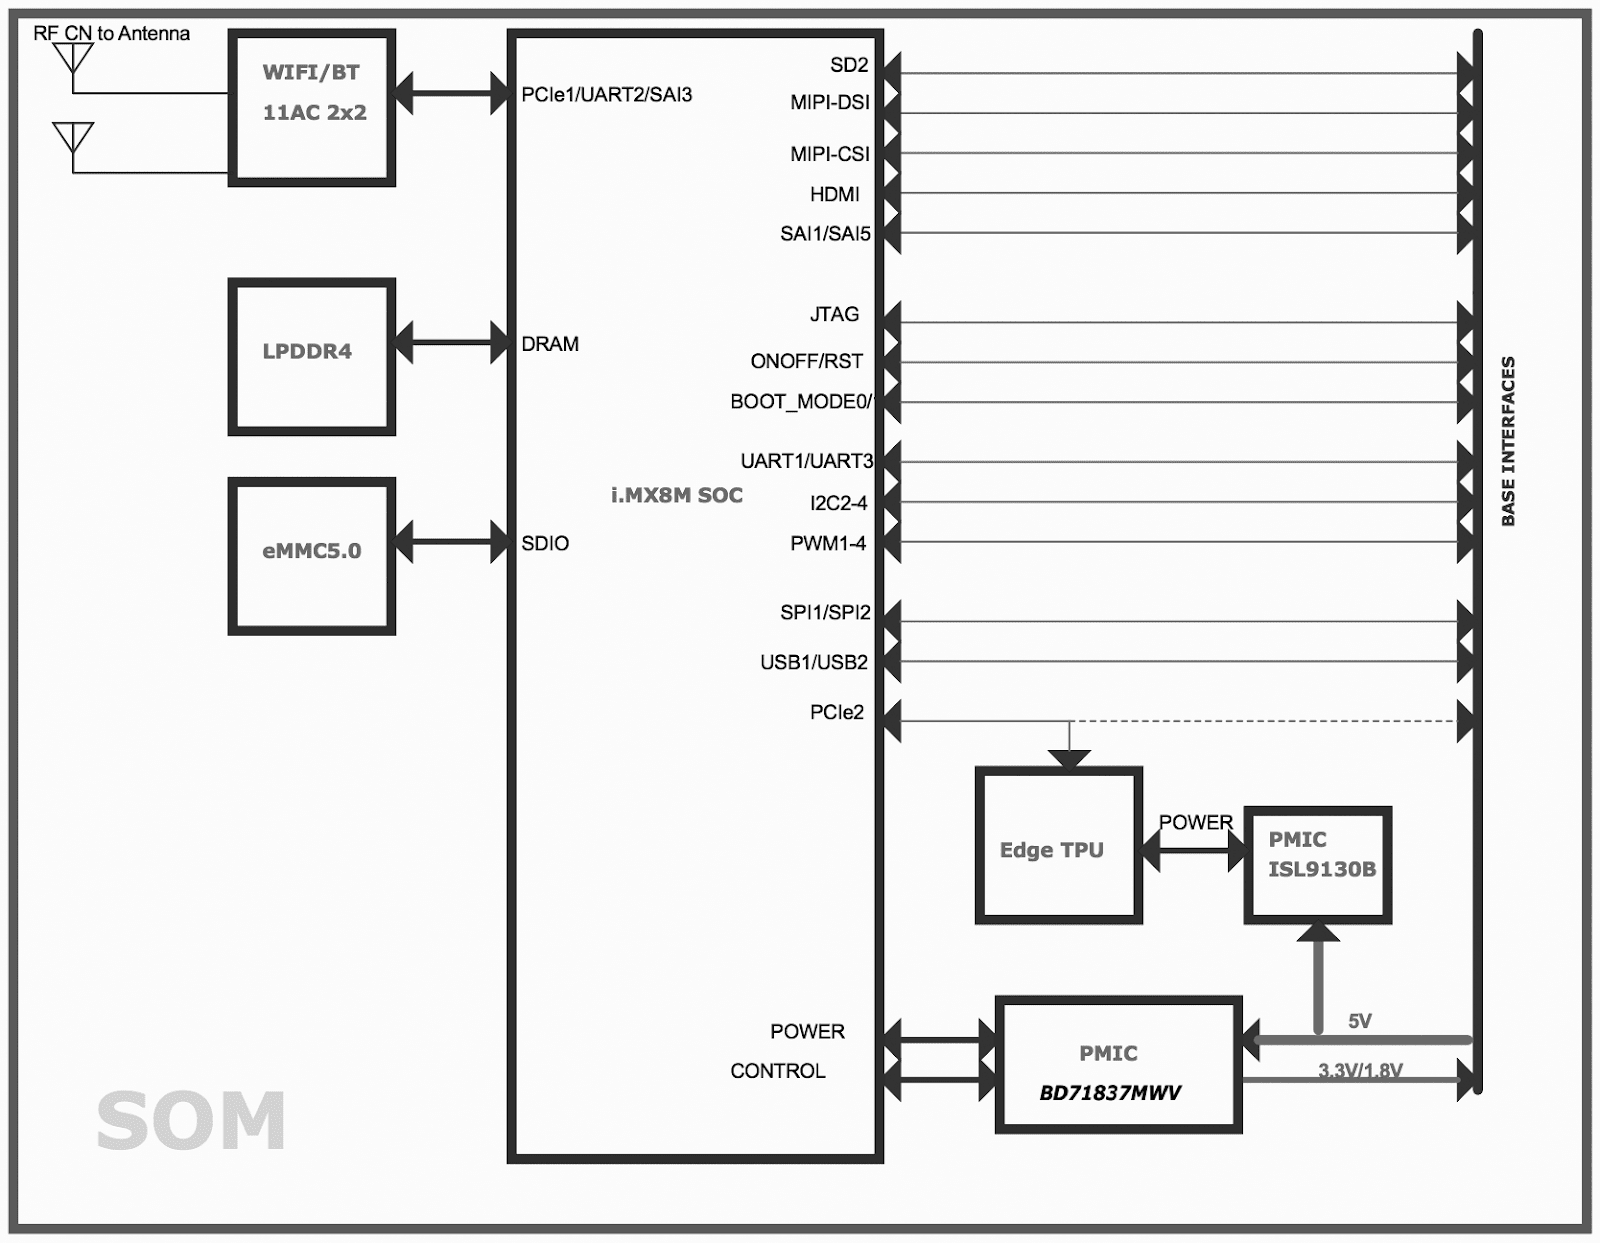 RF CN to Antenna
WIFI/BT
11AC 2x2
PCIe1/UART2/SAI3
SD2
MIPI-DSI
MIPI-CSI
HDMI
SAI1/SAI5
LPDDR4
DRAM
JTAG
ONOFF/RST
BOOT_MODE0/
eMMC5.0
SDIO
i.MX8M SOC
UART1/UART3
I2C2-4
PWM1-4
SPI1/SPI2
USB1/USB2
PCIe2
BASE INTERFACES
Edge TPU
POWER
PMIC
ISL9130B
POWER
CONTROL
PMIC
BD71837MWV
5V
3.3V/1.8V
SOM